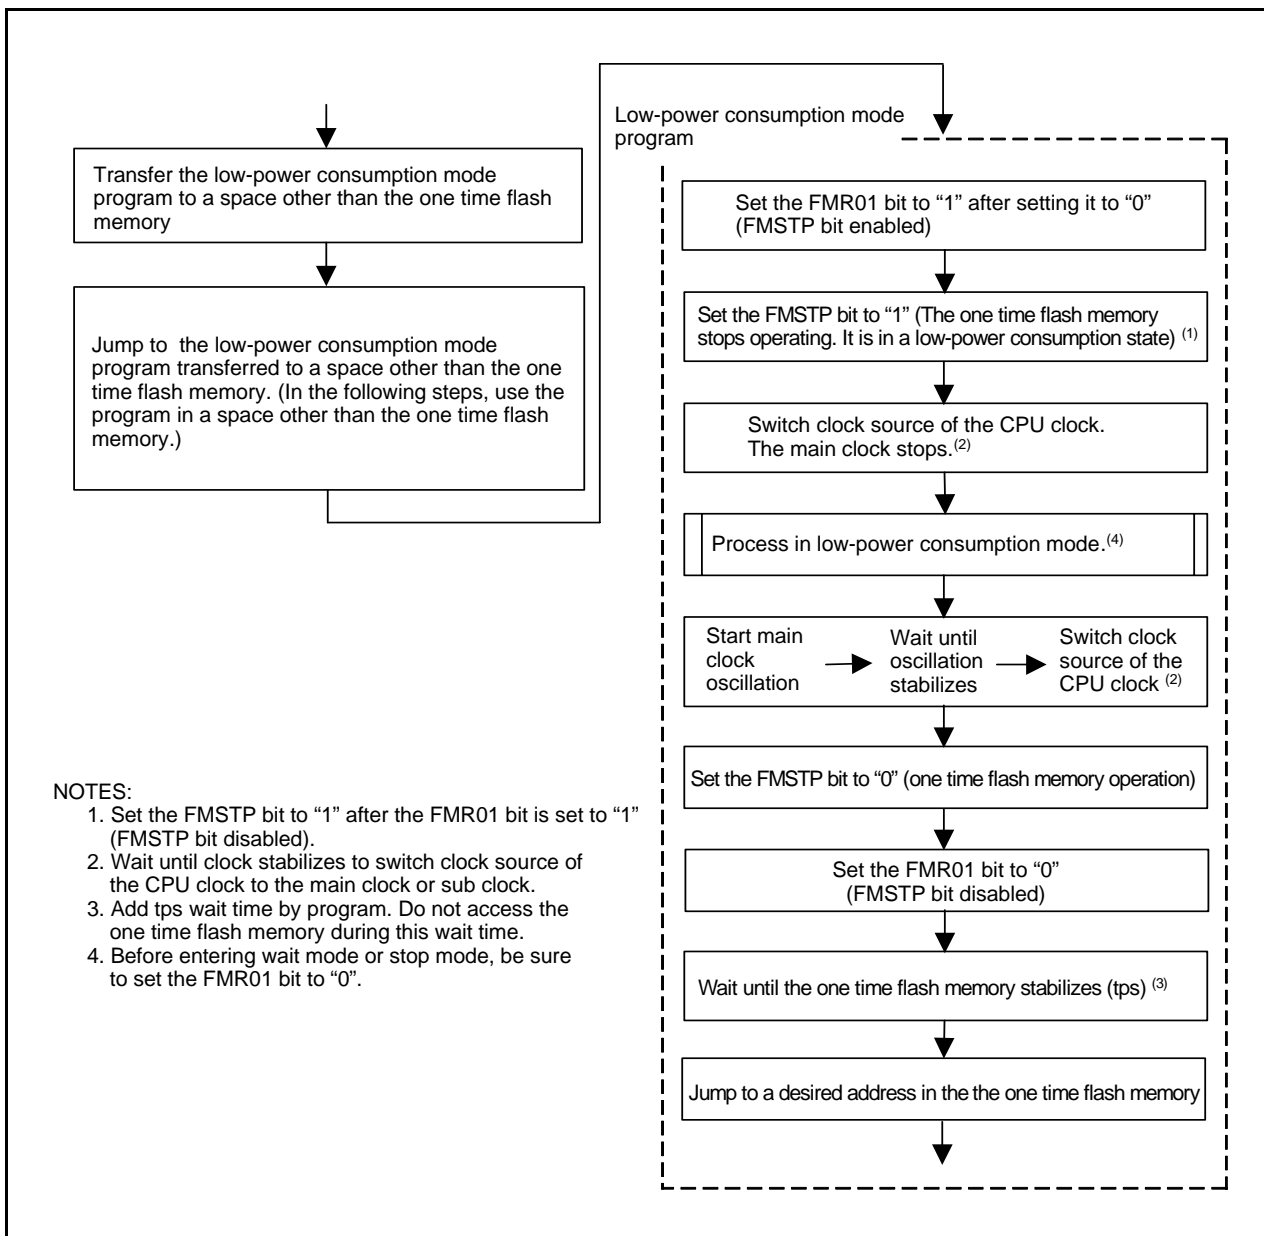 Transfer the low-power consumption mode
program to a space other than the one time flash
memory
Jump to the low-power consumption mode
program transferred to a space other than the one
time flash memory. (In the following steps, use the
program in a space other than the one time flash
memory.)
Low-power consumption mode
program
Set the FMR01 bit to “1” after setting it to “0”
(FMSTP bit enabled)
Set the FMSTP bit to “1” (The one time flash memory
stops operating. It is in a low-power consumption state) (1)
Switch clock source of the CPU clock.
The main clock stops.(2)
Process in low-power consumption mode.(4)
Start main
clock
oscillation
Wait until
oscillation
stabilizes
Switch clock
source of the
CPU clock (2)
Set the FMSTP bit to “0” (one time flash memory operation)
Set the FMR01 bit to “0”
(FMSTP bit disabled)
Wait until the one time flash memory stabilizes (tps) (3)
Jump to a desired address in the the one time flash memory
NOTES:
1. Set the FMSTP bit to “1” after the FMR01 bit is set to “1”
(FMSTP bit disabled).
2. Wait until clock stabilizes to switch clock source of
the CPU clock to the main clock or sub clock.
3. Add tps wait time by program. Do not access the
one time flash memory during this wait time.
4. Before entering wait mode or stop mode, be sure
to set the FMR01 bit to “0”.